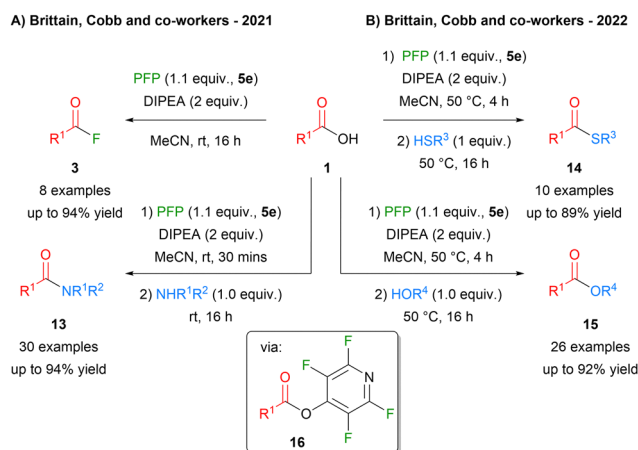 A) Brittain, Cobb and co-workers - 2021
B) Brittain, Cobb and co-workers - 2022
PFP (1.1 equiv., 5e)
DIPEA (2 equiv.)
MeCN, rt, 16 h
O
R1
F
3
8 examples
up to 94% yield
O
R1
OH
1
1) PFP (1.1 equiv., 5e)
DIPEA (2 equiv.)
MeCN, 50 °C, 4 h
2) HSR3 (1 equiv.)
50 °C, 16 h
O
R1
SR3
14
10 examples
up to 89% yield
1) PFP (1.1 equiv., 5e)
DIPEA (2 equiv.)
MeCN, rt, 30 mins
2) NHR1R2 (1.0 equiv.)
rt, 16 h
O
R1
NR1R2
13
30 examples
up to 94% yield
1) PFP (1.1 equiv., 5e)
DIPEA (2 equiv.)
MeCN, 50 °C, 4 h
2) HOR4 (1.0 equiv.)
50 °C, 16 h
O
R1
OR4
15
26 examples
up to 92% yield
via:
F
F
N
O
R1
O
F
F
16